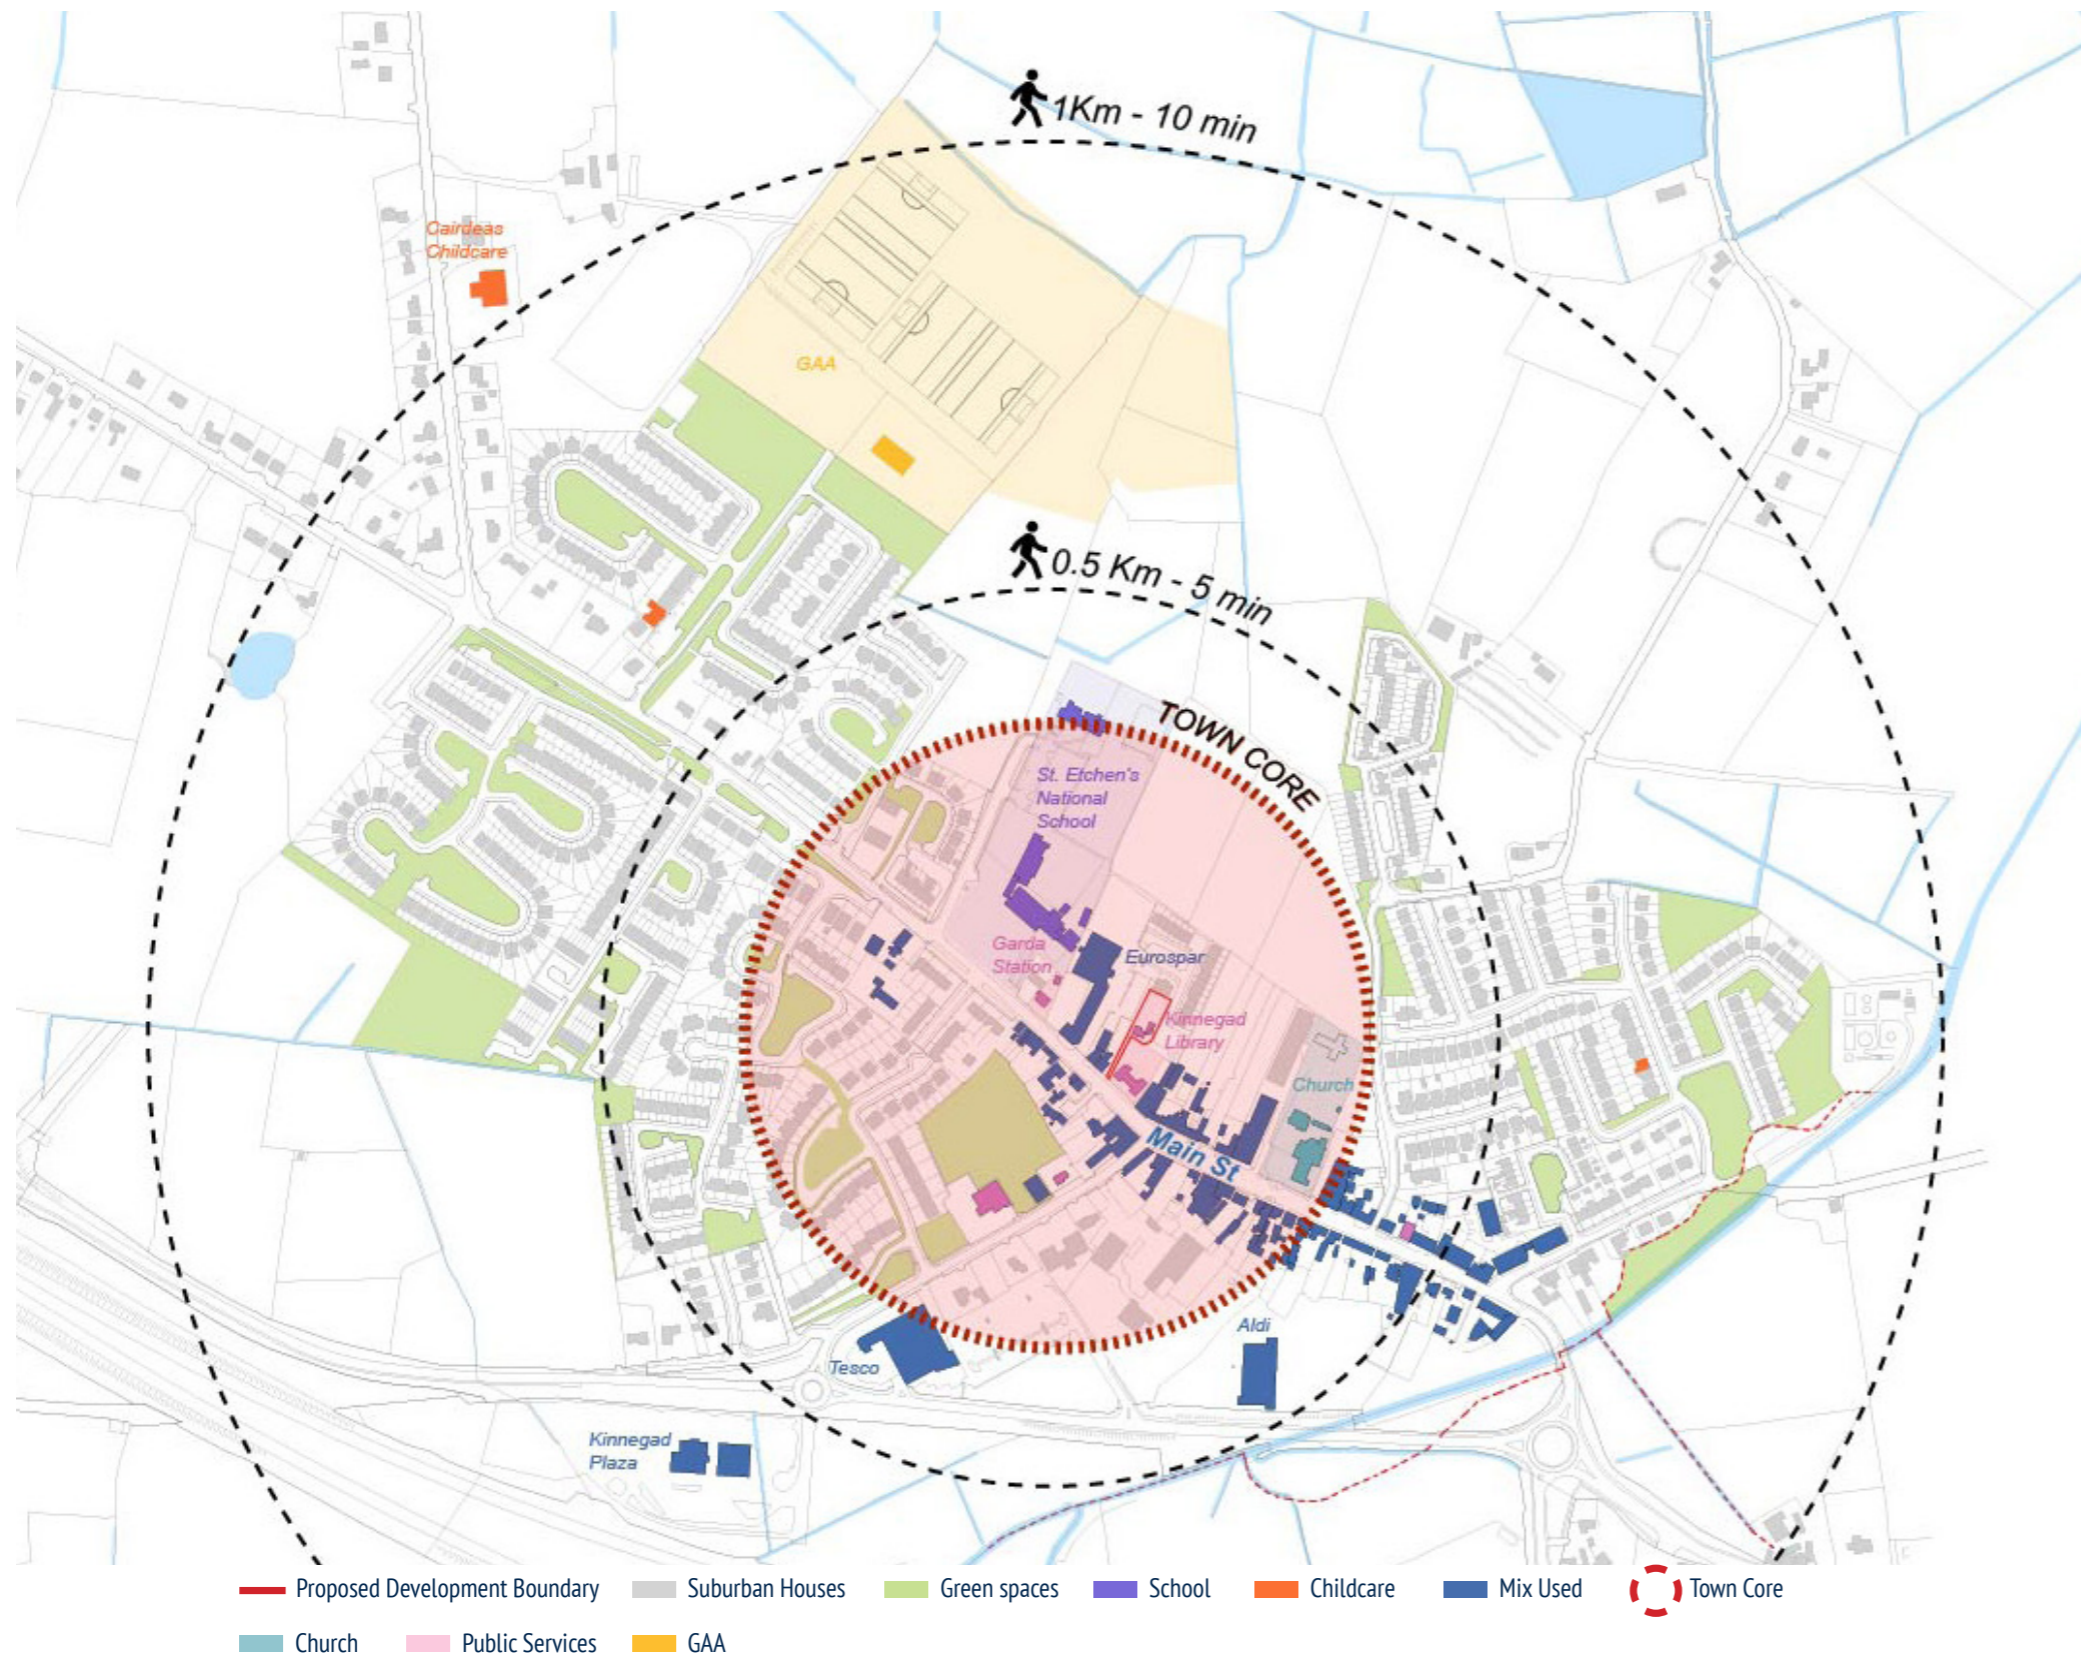 1Km - 10 min
Cairdeas
Childcare
GAA
0.5 Km - 5 min
TOWN CORE
St. Etchen's
National
School
Garda
Station
Eurospar
Kinnegad
Library
Church
Main St
Aldi
Tesco
Kinnegad
Plaza
Proposed Development Boundary
Suburban Houses
Green spaces
School
Childcare
Mix Used
Town Core
Church
Public Services
GAA